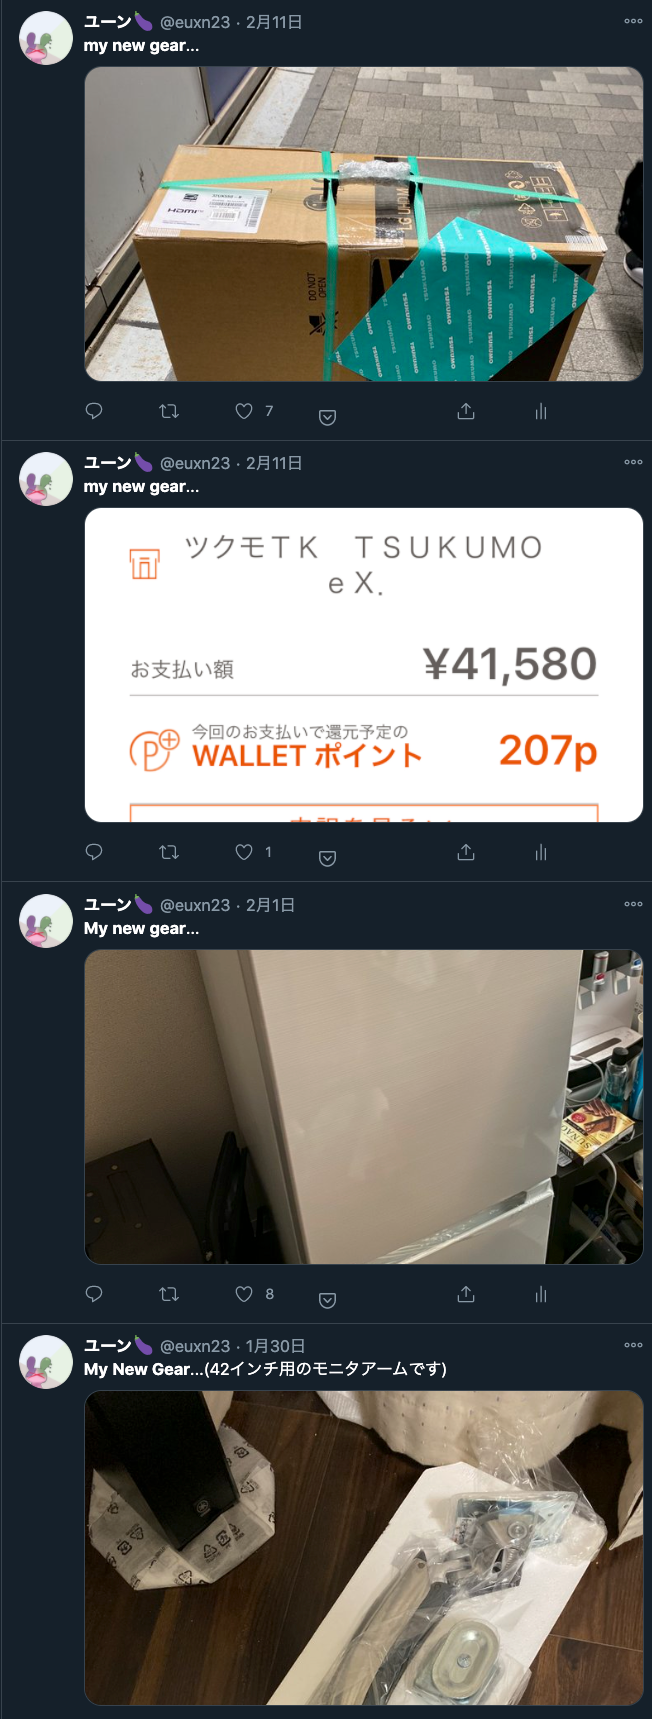 ユーン🍆 @euxn23 · 2月11日
my new gear...
HDMI
LG UHD M
DO NOT
OPEN
TSUKUMO
7
ユーン🍆 @euxn23 · 2月11日
my new gear...
ツクモTK TSUKUMO
eX.
お支払い額
¥41,580
今回のお支払いで還元予定の
WALLET ポイント
207p
1
ユーン🍆 @euxn23 · 2月1日
My new gear...
SUNAO
8
ユーン🍆 @euxn23 · 1月30日
My New Gear...(42インチ用のモニタアームです)